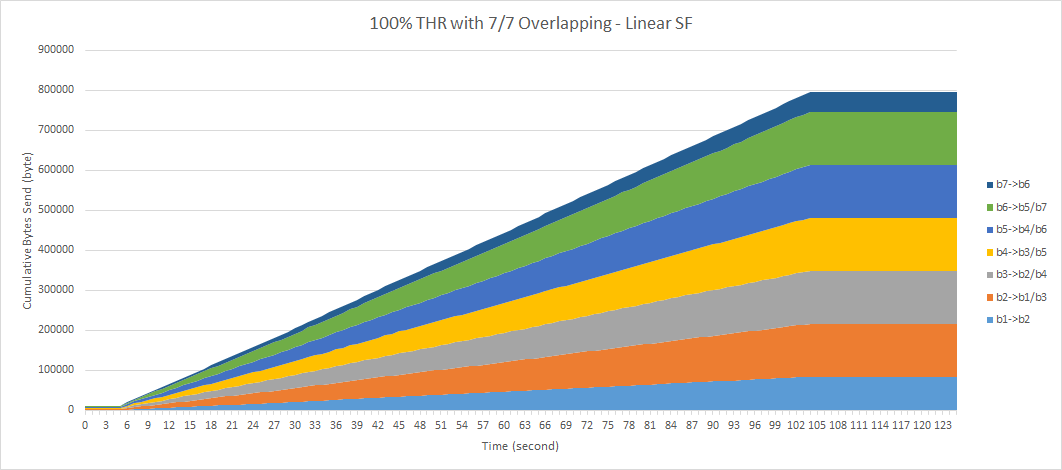 100% THR with 7/7 Overlapping - Linear SF
900000
800000
700000
600000
500000
400000
300000
200000
100000
0
Cumulative Bytes Send (byte)
0 3 6 9 12 15 18 21 24 27 30 33 36 39 42 45 48 51 54 57 60 63 66 69 72 75 78 81 84 87 90 93 96 99 102 105 108 111 114 117 120 123
Time (second)
b7->b6
b6->b5/b7
b5->b4/b6
b4->b3/b5
b3->b2/b4
b2->b1/b3
b1->b2